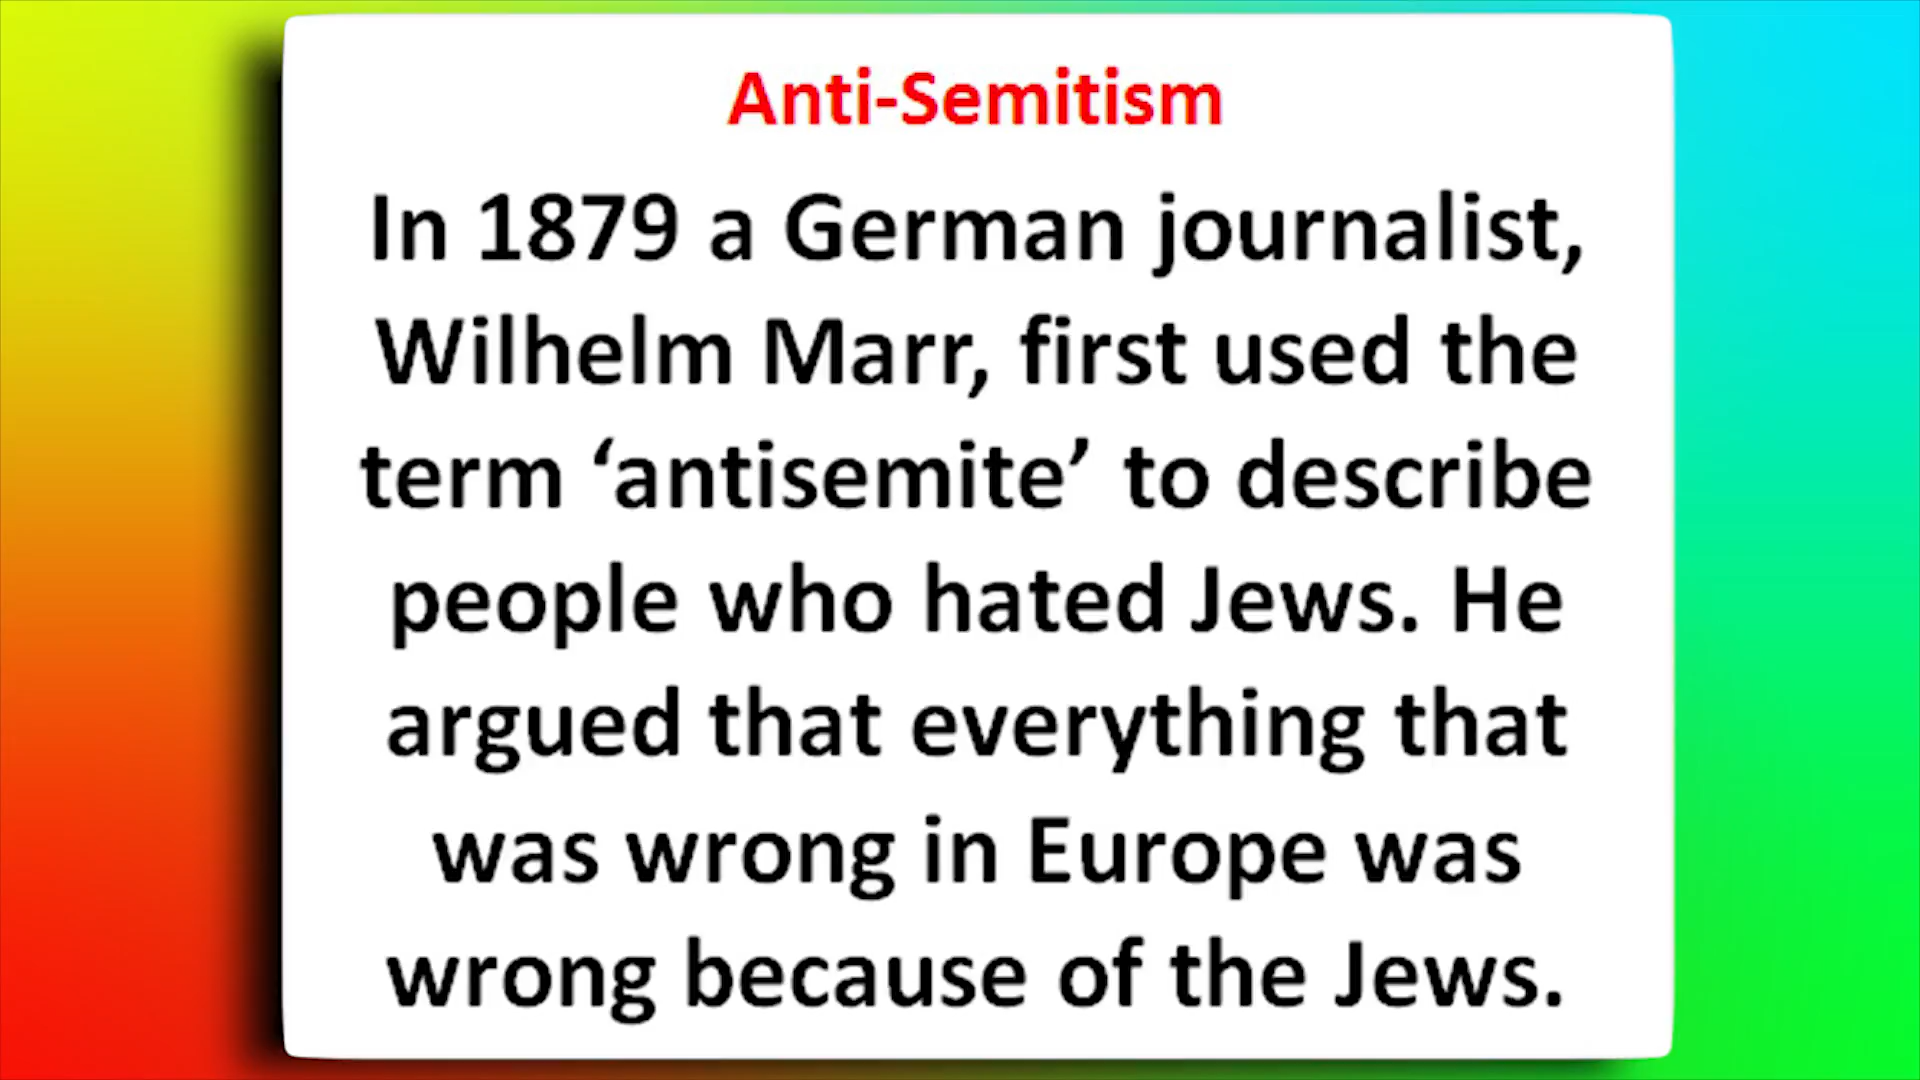 Anti-Semitism
In 1879 a German journalist,
Wilhelm Marr, first used the
term ‘antisemite’ to describe
people who hated Jews. He
argued that everything that
was wrong in Europe was
wrong because of the Jews.